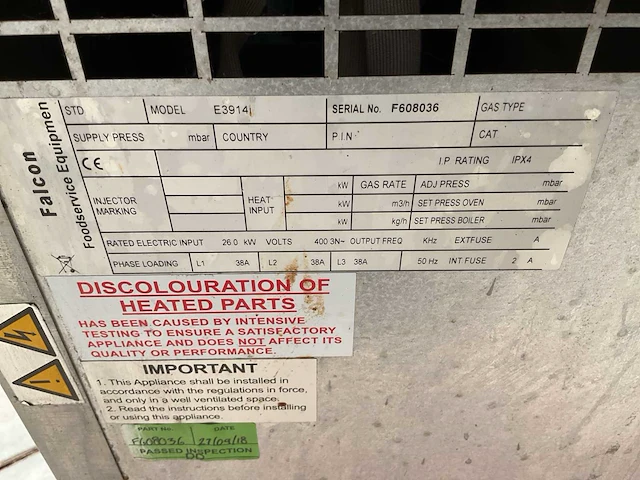 Falcon
Foodservice Equipmen
STD MODEL E3914i SERIAL No. F608036 GAS TYPE
SUPPLY PRESS mbar COUNTRY P.I.N. CAT
CE I.P RATING IPX4
INJECTOR MARKING HEAT INPUT kW GAS RATE ADJ PRESS mbar
kW m3/h SET PRESS OVEN mbar
kW kg/h SET PRESS BOILER mbar
RATED ELECTRIC INPUT 26.0 kW VOLTS 400 3N~ OUTPUT FREQ KHz EXTFUSE A
PHASE LOADING L1 38A L2 38A L3 38A 50 Hz INT FUSE 2 A
DISCOLOURATION OF
HEATED PARTS
HAS BEEN CAUSED BY INTENSIVE
TESTING TO ENSURE A SATISFACTORY
APPLIANCE AND DOES NOT AFFECT ITS
QUALITY OR PERFORMANCE.
IMPORTANT
1. This Appliance shall be installed in
accordance with the regulations in force,
and only in a well ventilated space.
2. Read the instructions before installing
or using this appliance.
PART No. DATE
F608036 27/04/18
PASSED INSPECTION